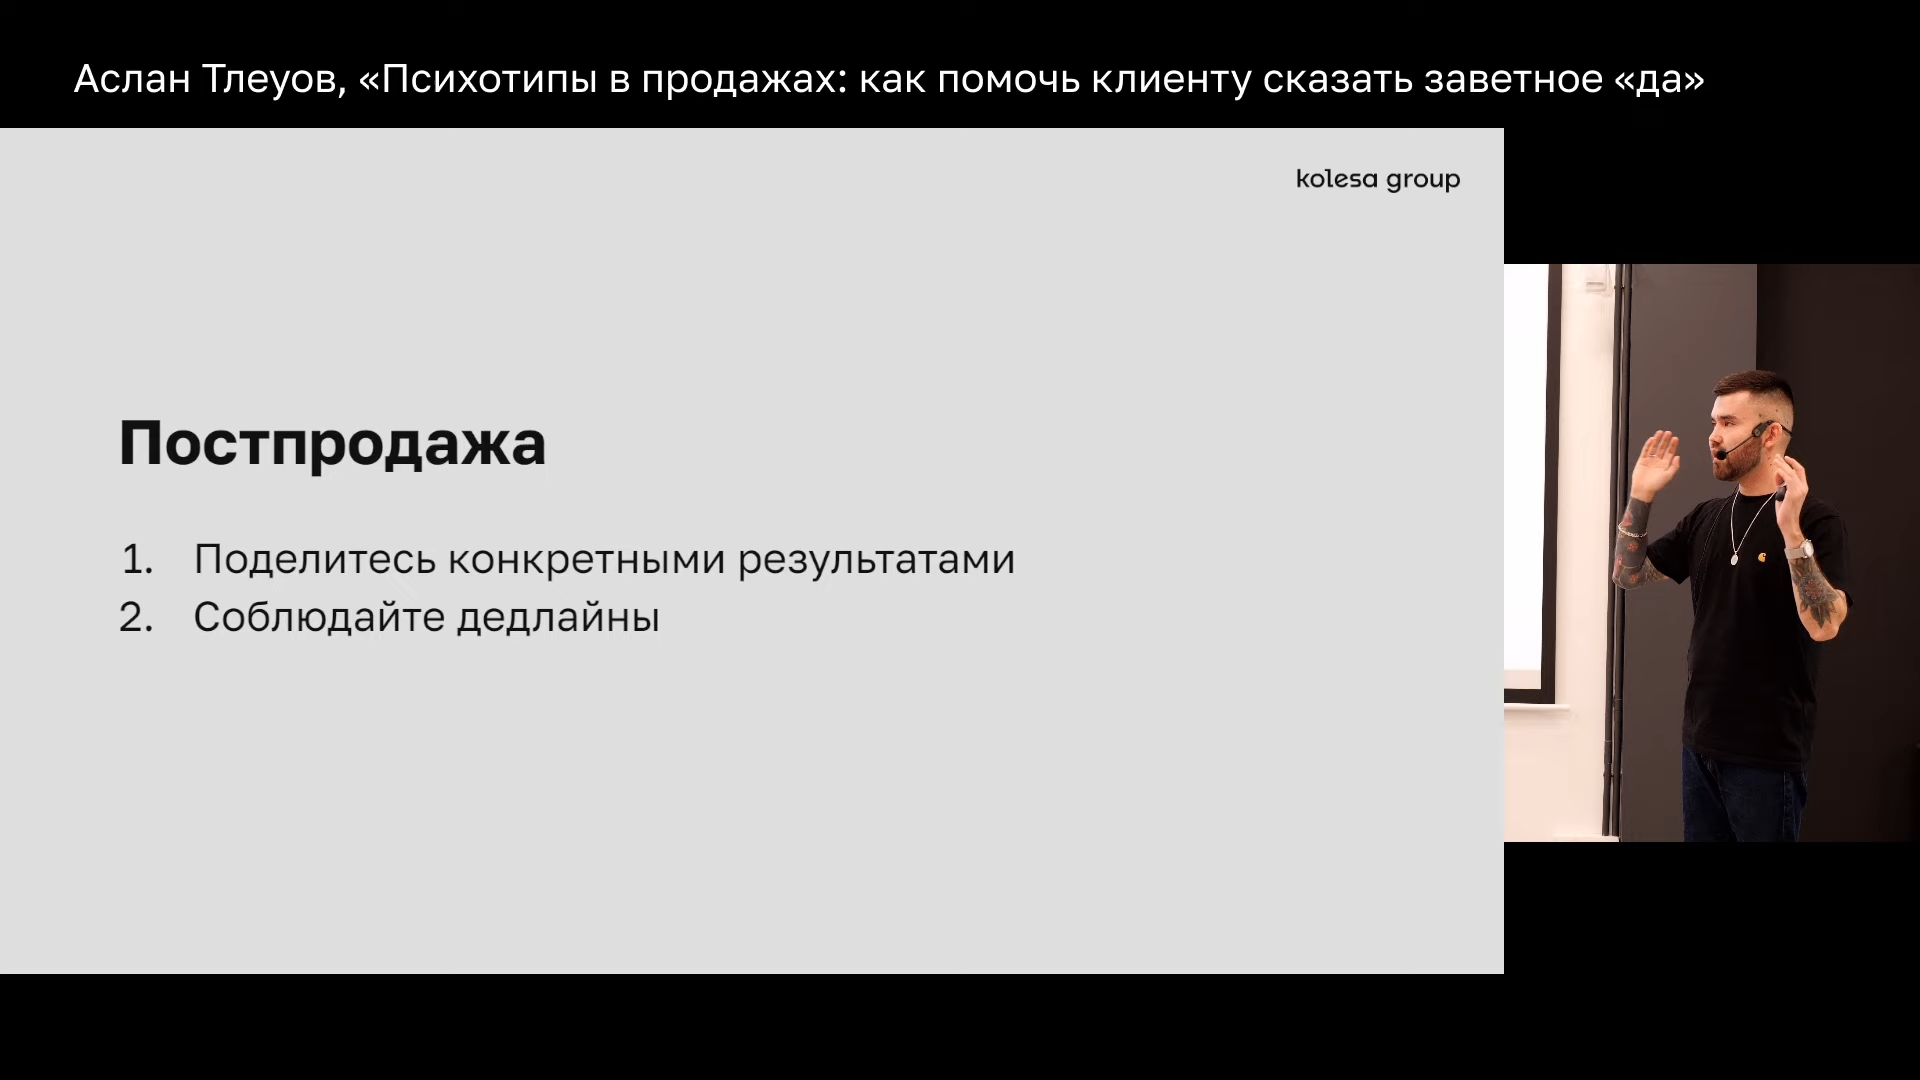 Аслан Тлеуов, «Психотипы в продажах: как помочь клиенту сказать заветное «да»
kolesa group
Постпродажа
1. Поделитесь конкретными результатами
2. Соблюдайте дедлайны